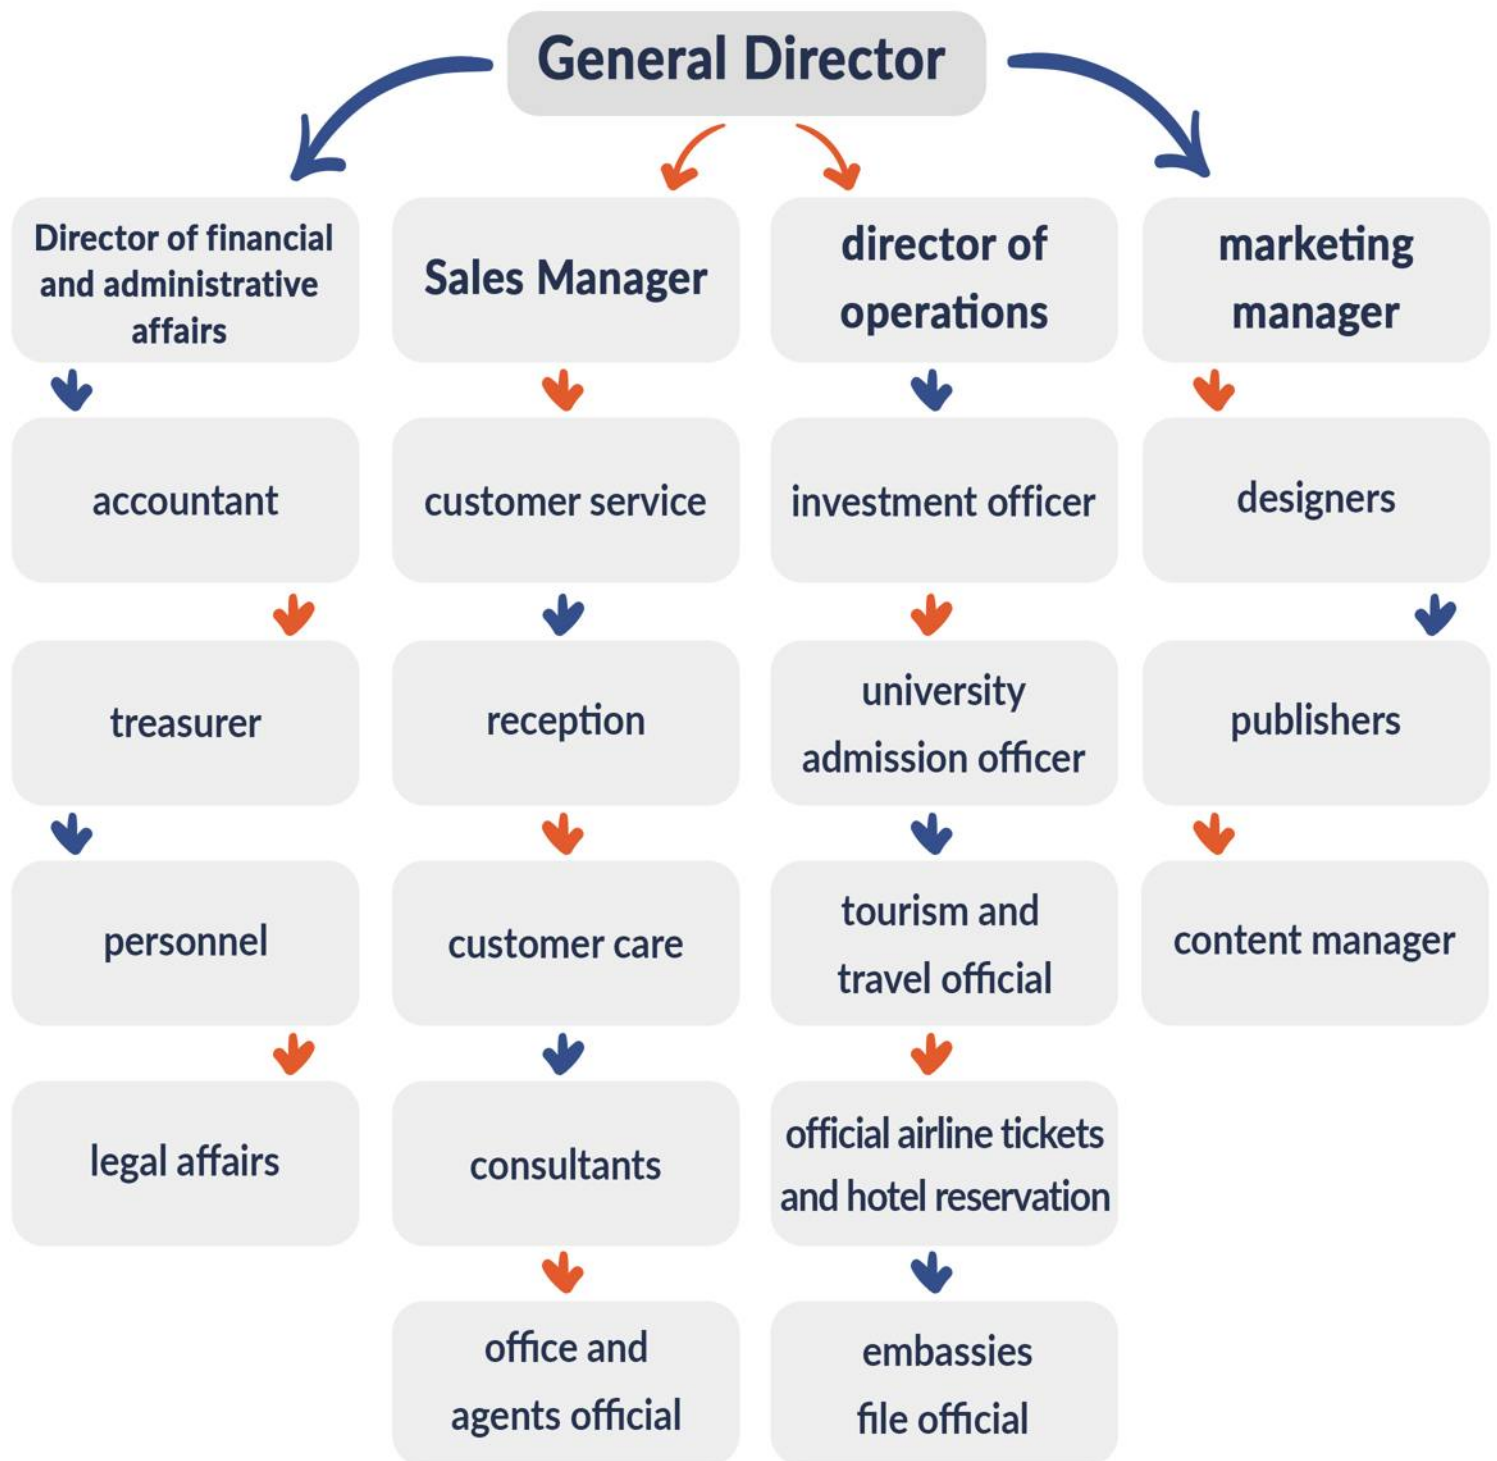 General Director
Director of financial
and administrative
affairs
Sales Manager
director of
operations
marketing
manager
accountant
customer service
investment officer
designers
treasurer
reception
university
admission officer
publishers
personnel
customer care
tourism and
travel official
content manager
legal affairs
consultants
official airline tickets
and hotel reservation
office and
agents official
embassies
file official